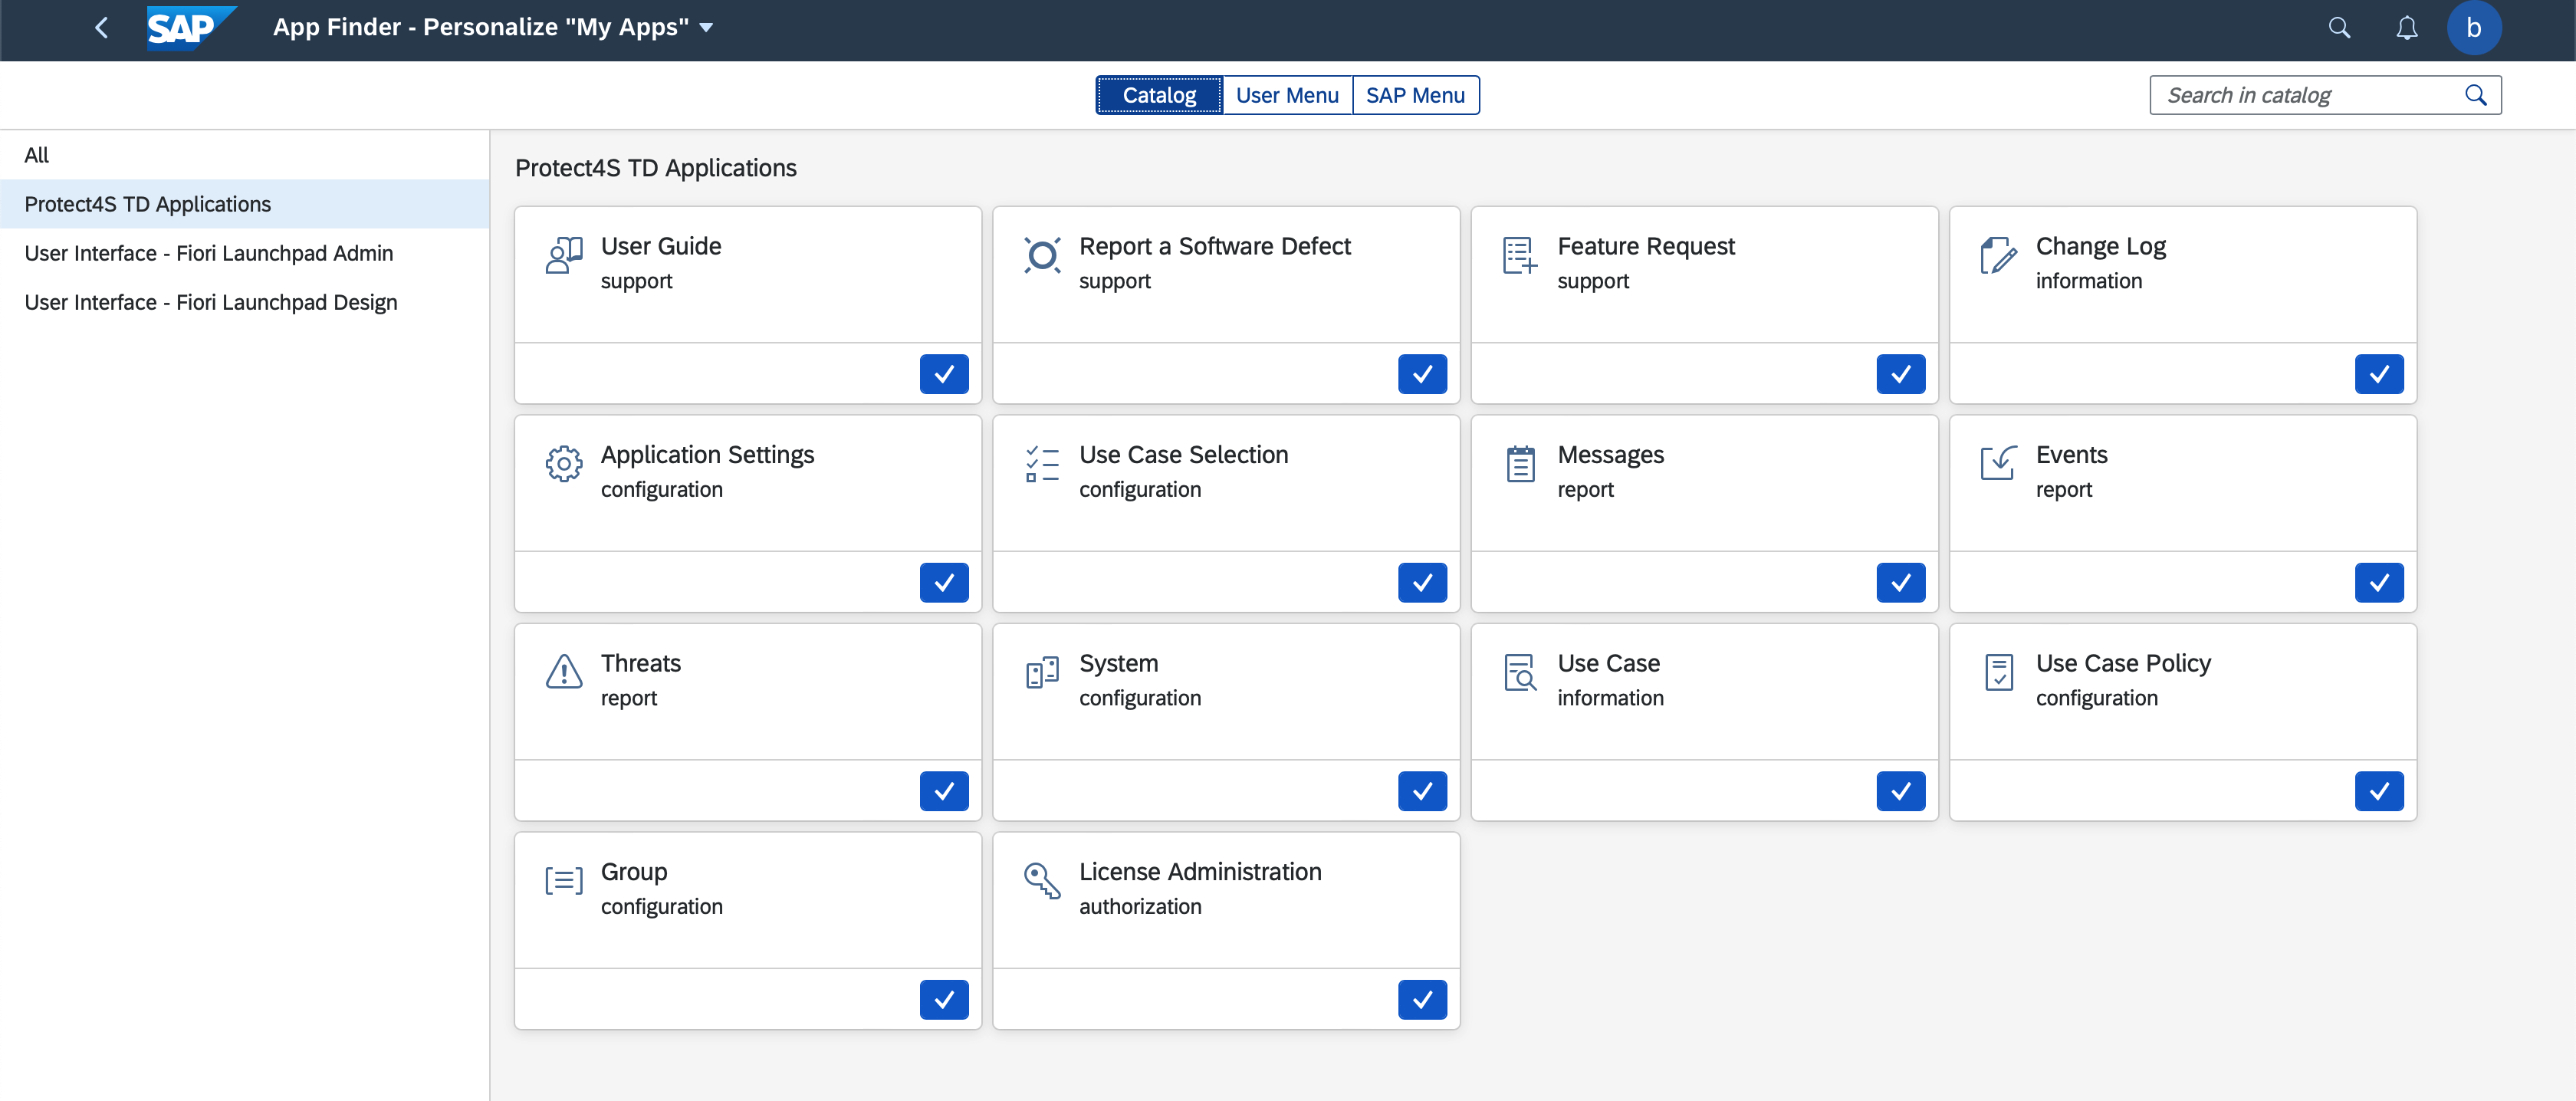 SAP
App Finder - Personalize "My Apps"
b
Catalog
User Menu
SAP Menu
Search in catalog
All
Protect4S TD Applications
User Interface - Fiori Launchpad Admin
User Interface - Fiori Launchpad Design
Protect4S TD Applications
User Guide
support
Report a Software Defect
support
Feature Request
support
Change Log
information
Application Settings
configuration
Use Case Selection
configuration
Messages
report
Events
report
Threats
report
System
configuration
Use Case
information
Use Case Policy
configuration
Group
configuration
License Administration
authorization